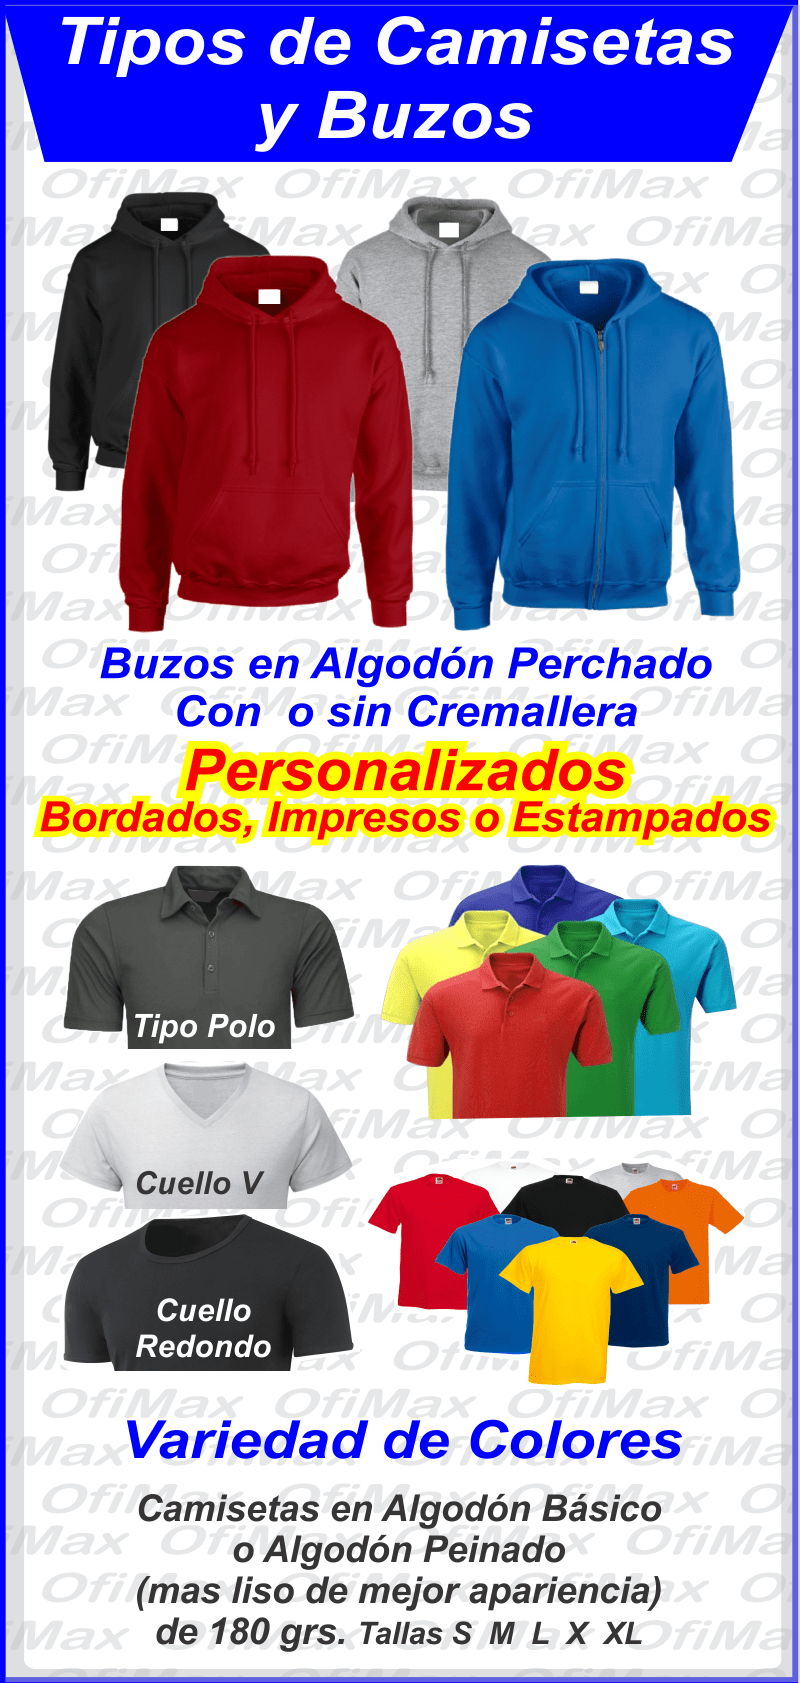 Tipos de Camisetas
y Buzos
Buzos en Algodón Perchado
Con o sin Cremallera
Personalizados
Bordados, Impresos o Estampados
Tipo Polo
Cuello V
Cuello
Redondo
Variedad de Colores
Camisetas en Algodón Básico
o Algodón Peinado
(mas liso de mejor apariencia)
de 180 grs. Tallas S M L X XL
OfiMax